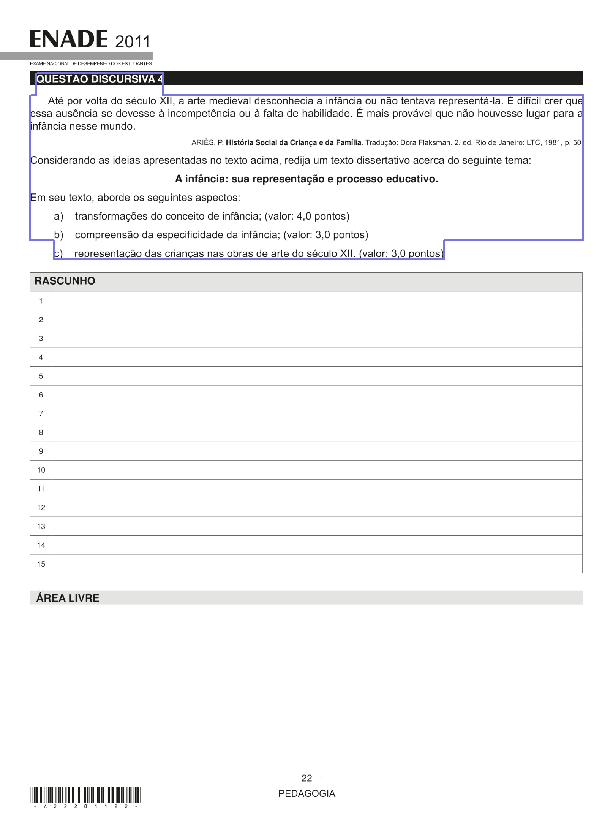 ENADE 2011
EXAME NACIONAL DE DESEMPENHO DOS ESTUDANTES
QUESTÃO DISCURSIVA 4
Até por volta do século XII, a arte medieval desconhecia a infância ou não tentava representá-la. É difícil crer que
essa ausência se devesse à incompetência ou à falta de habilidade. É mais provável que não houvesse lugar para a
infância nesse mundo.
ARIÈS, P. História Social da Criança e da Família. Tradução: Dora Flaksman. 2. ed. Rio de Janeiro: LTC, 1981, p. 50
Considerando as ideias apresentadas no texto acima, redija um texto dissertativo acerca do seguinte tema:
A infância: sua representação e processo educativo.
Em seu texto, aborde os seguintes aspectos:
a) transformações do conceito de infância; (valor: 4,0 pontos)
b) compreensão da especificidade da infância; (valor: 3,0 pontos)
c) representação das crianças nas obras de arte do século XII. (valor: 3,0 pontos)
RASCUNHO
1
2
3
4
5
6
7
8
9
10
11
12
13
14
15
ÁREA LIVRE
22
PEDAGOGIA